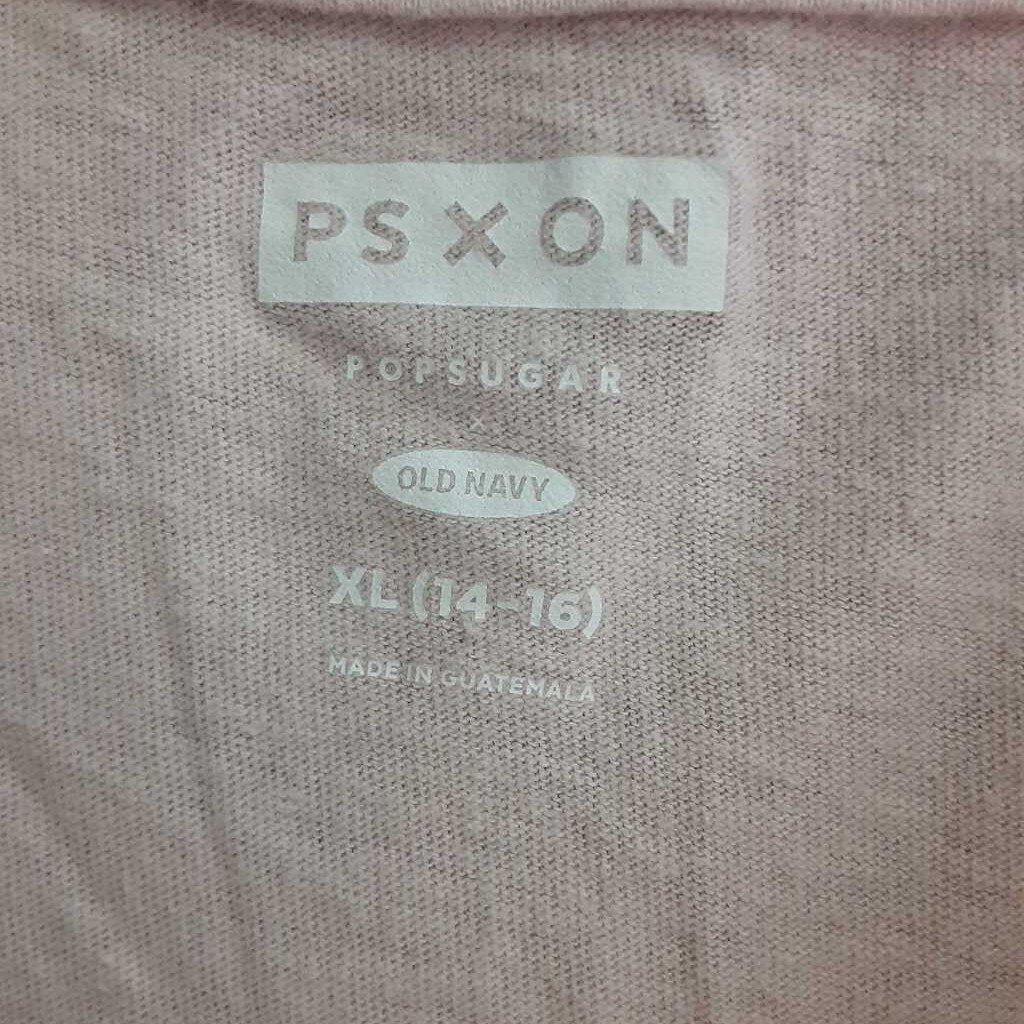 PS X ON
POPSUGAR
×
OLD NAVY
XL (14-16)
MADE IN GUATEMALA